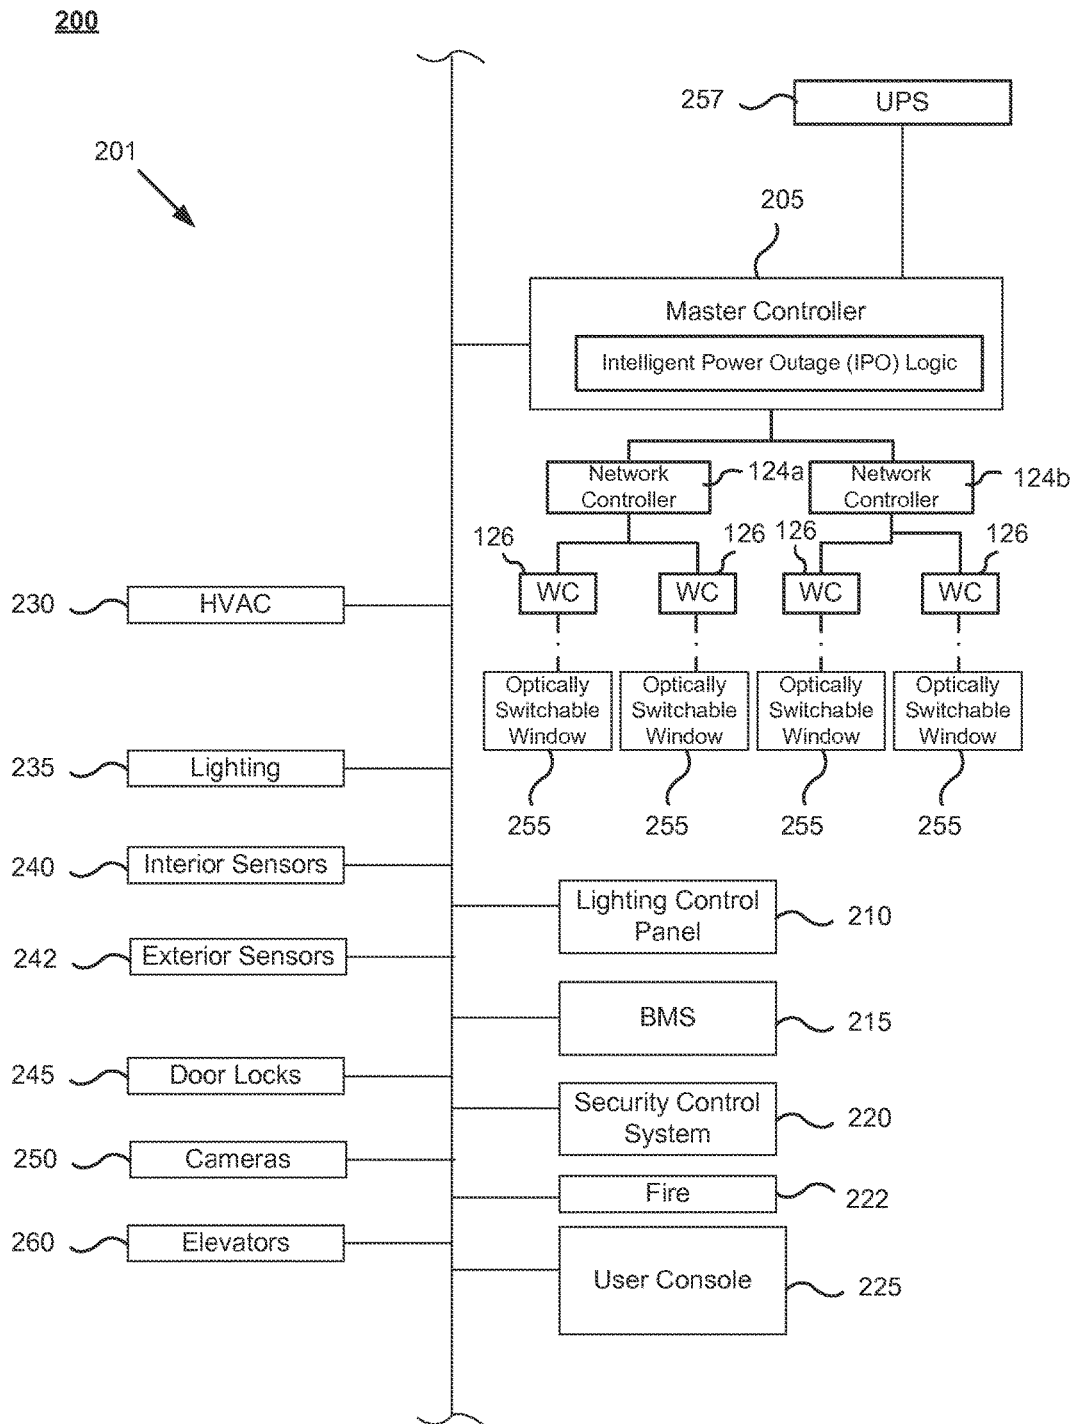 200
257
UPS
201
205
Master Controller
Intelligent Power Outage (IPO) Logic
Network
Controller
124a
Network
Controller
124b
126
126
126
126
WC
WC
WC
WC
230
HVAC
Optically
Switchable
Window
Optically
Switchable
Window
Optically
Switchable
Window
Optically
Switchable
Window
255
255
255
255
235
Lighting
240
Interior Sensors
242
Exterior Sensors
245
Door Locks
250
Cameras
260
Elevators
Lighting Control
Panel
210
BMS
215
Security Control
System
220
Fire
222
User Console
225